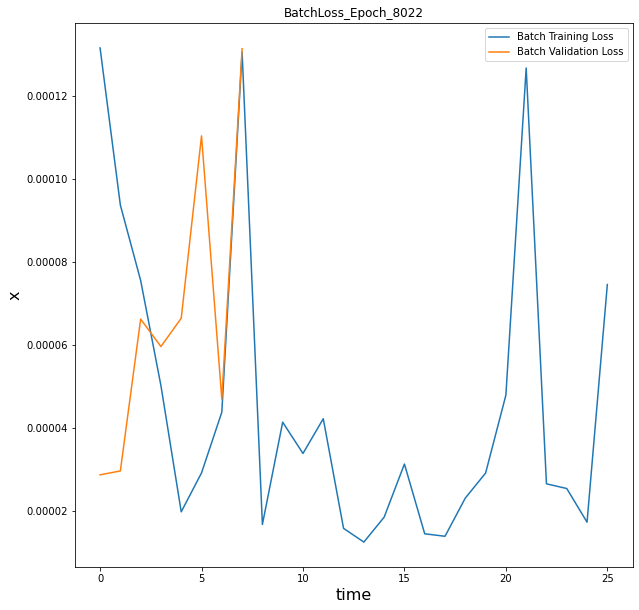 BatchLoss_Epoch_8022
Batch Training Loss
Batch Validation Loss
0.00012
0.00010
0.00008
0.00006
0.00004
0.00002
x
0 5 10 15 20 25
time